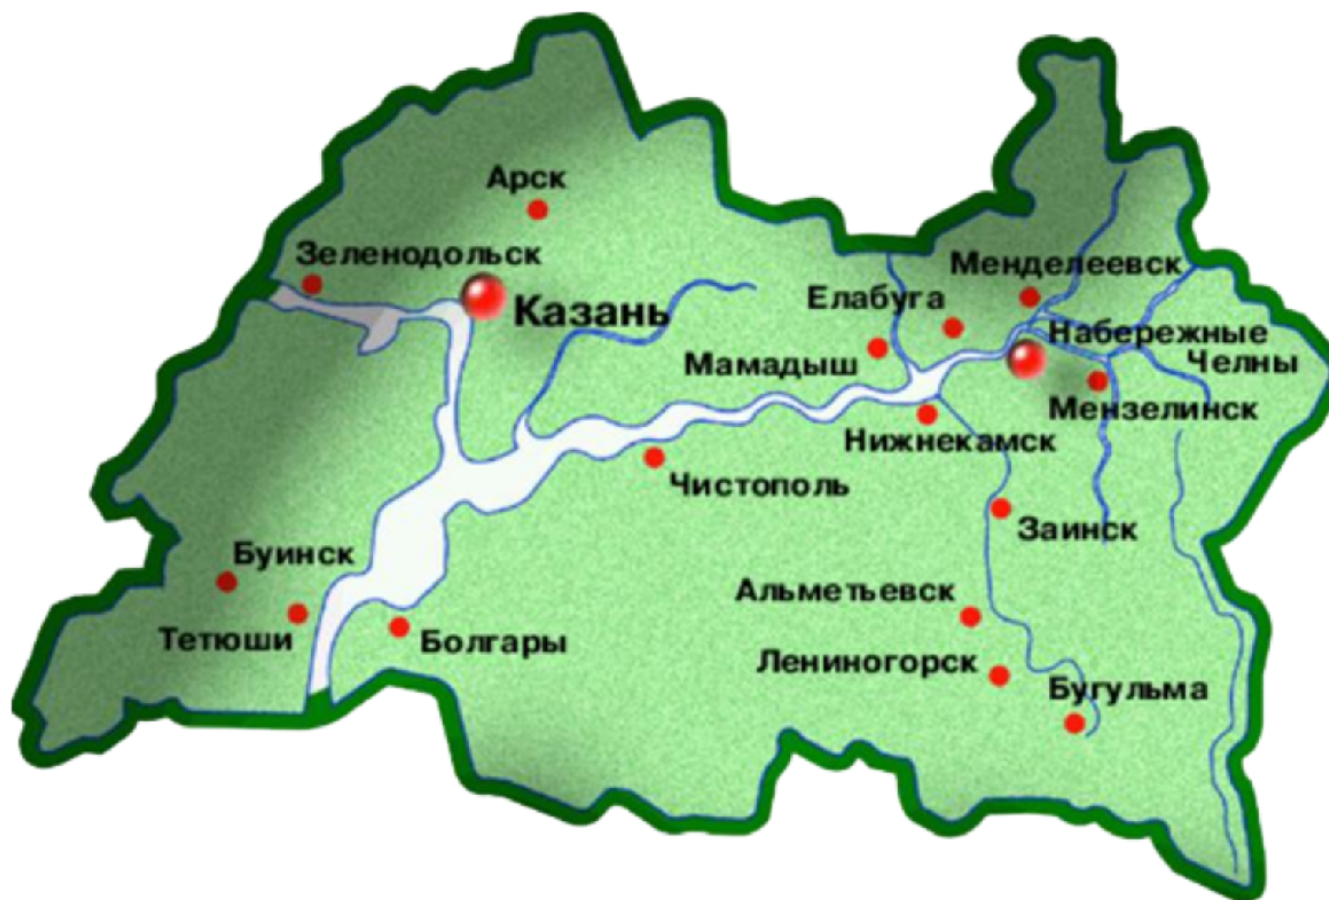 Арск
Зеленодольск
Менделеевск
Елабуга
Казань
Набережные
Челны
Мамадыш
Мензелинск
Нижнекамск
Чистополь
Заинск
Буинск
Альметьевск
Тетюши
Болгары
Лениногорск
Бугульма